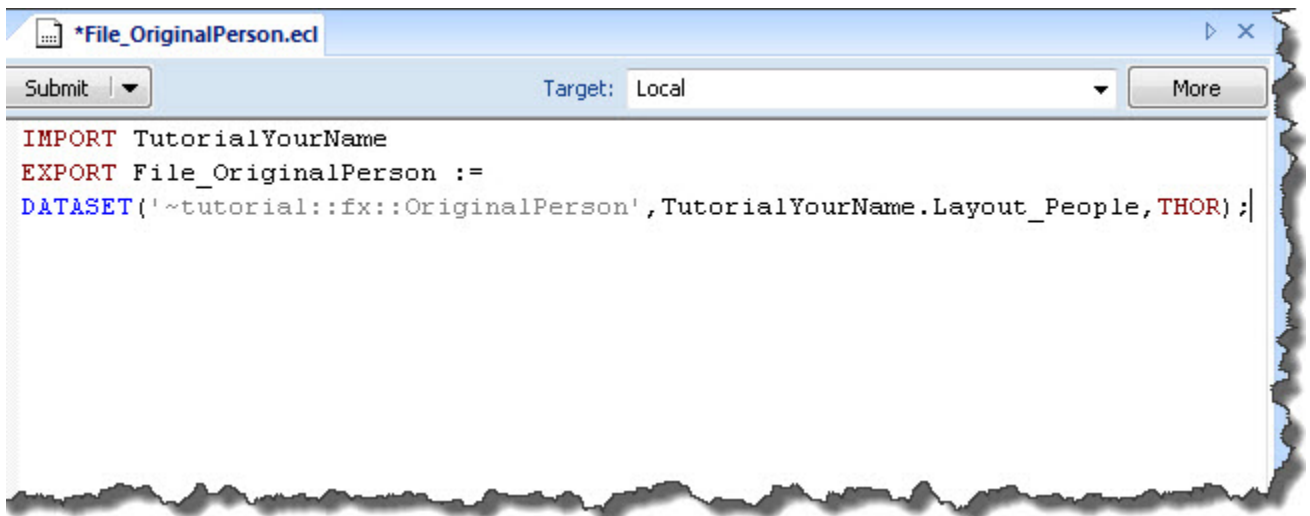 *File_OriginalPerson.ecl
Submit Target: Local More
IMPORT TutorialYourName
EXPORT File_OriginalPerson :=
DATASET('~tutorial::fx::OriginalPerson',TutorialYourName.Layout_People,THOR);